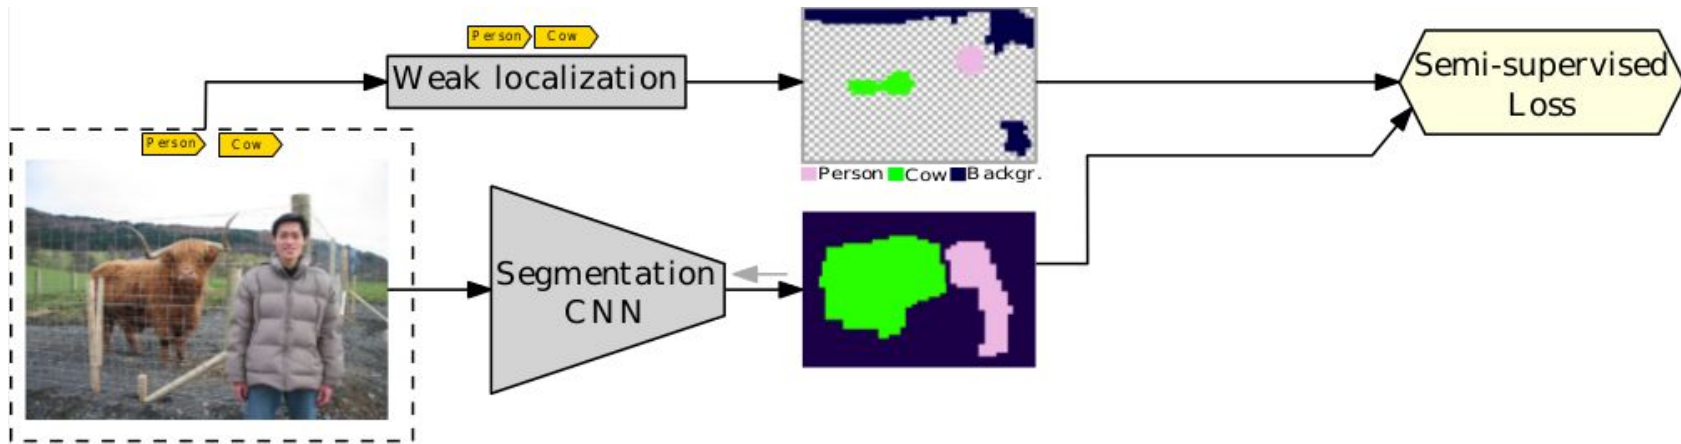 Person Cow
Weak localization
Person Cow
Person Cow Backgr.
Semi-supervised
Loss
Segmentation
CNN